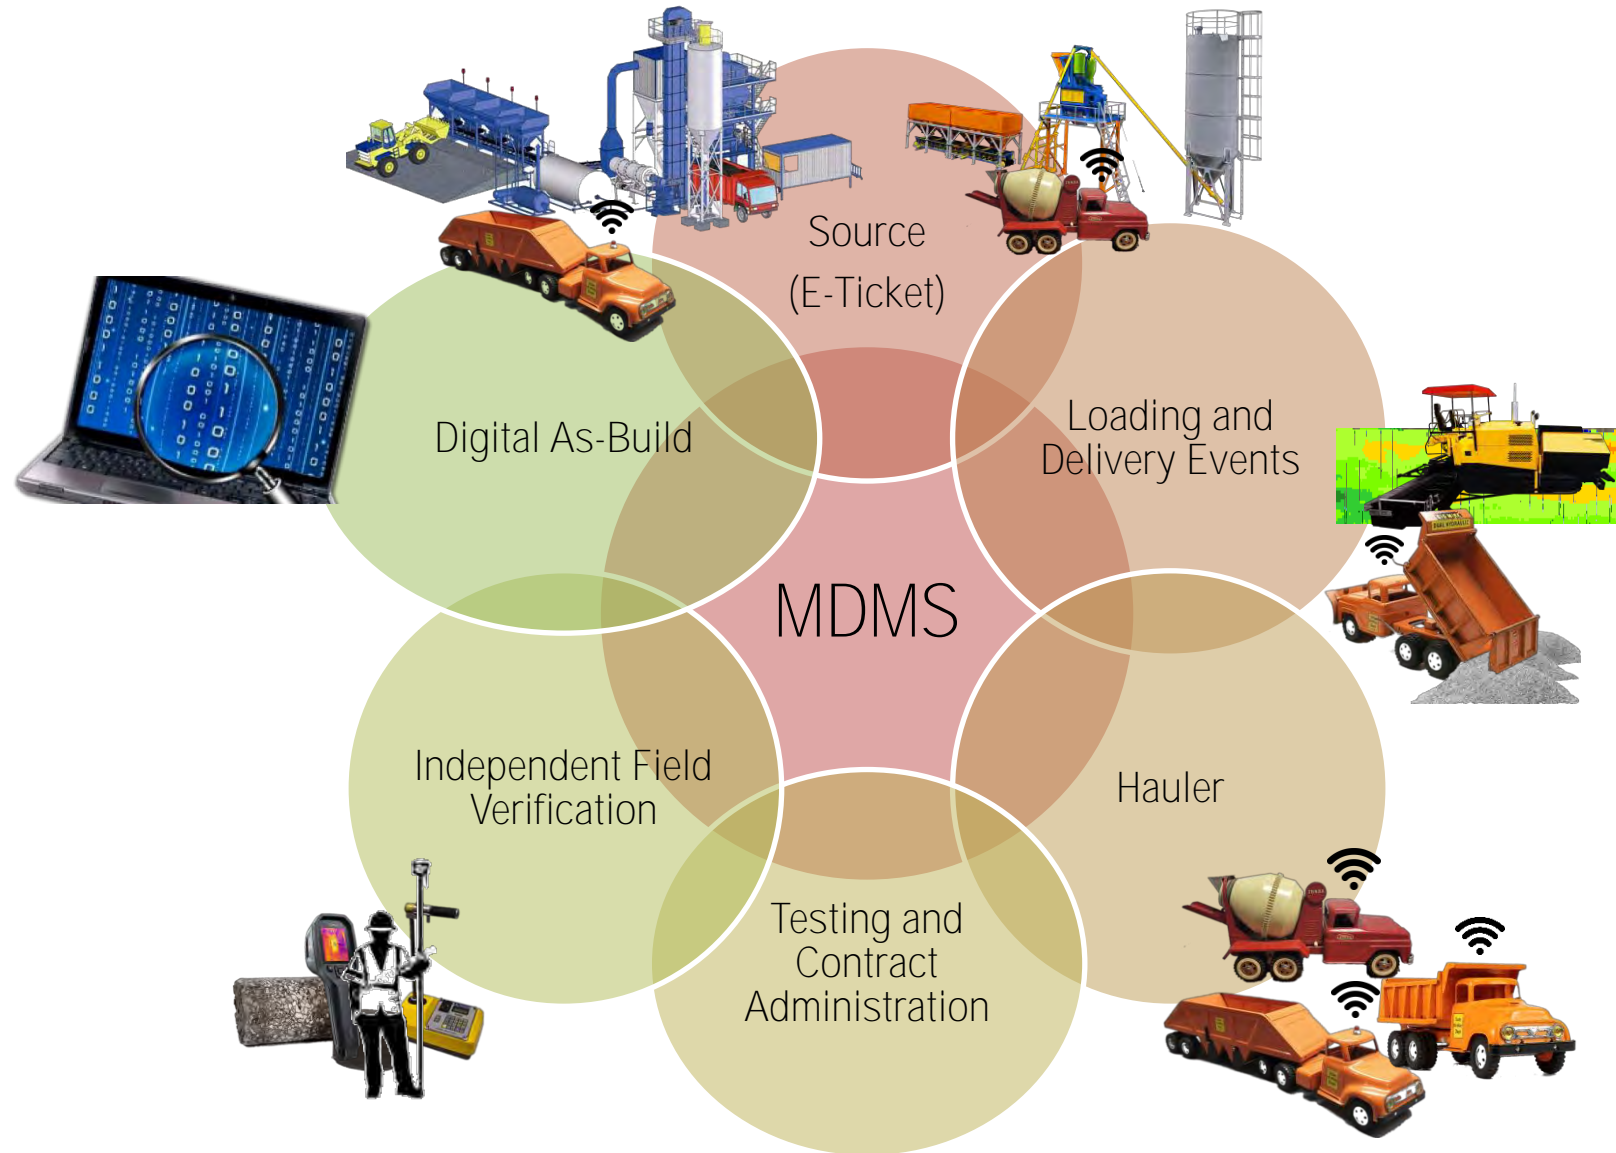 Source
(E-Ticket)
Loading and
Delivery Events
Digital As-Build
MDMS
Hauler
Independent Field
Verification
Testing and
Contract
Administration